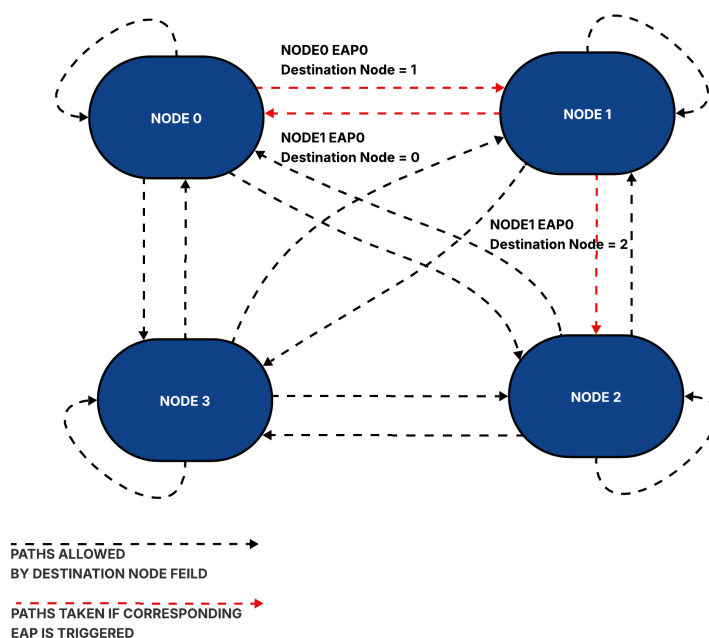 NODE0 EAP0
Destination Node = 1
NODE 0
NODE 1
NODE1 EAP0
Destination Node = 0
NODE1 EAP0
Destination Node = 2
NODE 3
NODE 2
PATHS ALLOWED
BY DESTINATION NODE FEILD
PATHS TAKEN IF CORRESPONDING
EAP IS TRIGGERED